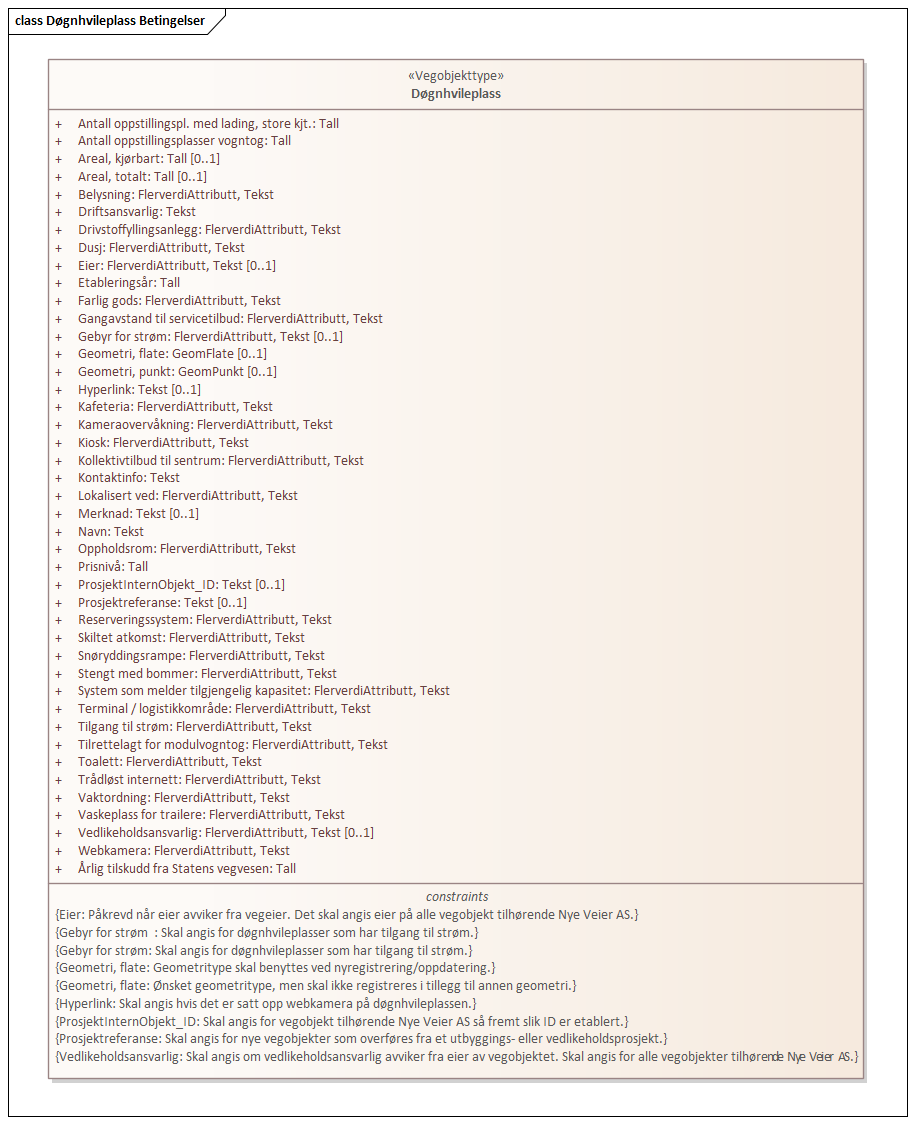 class Døgnhvileplass Betingelser
«Vegobjekttype»
Døgnhvileplass
+ Antall oppstillingspl. med lading, store kjt.: Tall
+ Antall oppstillingsplasser vogntog: Tall
+ Areal, kjørbart: Tall [0..1]
+ Areal, totalt: Tall [0..1]
+ Belysning: FlerverdiAttributt, Tekst
+ Driftsansvarlig: Tekst
+ Drivstoffyllingsanlegg: FlerverdiAttributt, Tekst
+ Dusj: FlerverdiAttributt, Tekst
+ Eier: FlerverdiAttributt, Tekst [0..1]
+ Etableringsår: Tall
+ Farlig gods: FlerverdiAttributt, Tekst
+ Gangavstand til servicetilbud: FlerverdiAttributt, Tekst
+ Gebyr for strøm: FlerverdiAttributt, Tekst [0..1]
+ Geometri, flate: GeomFlate [0..1]
+ Geometri, punkt: GeomPunkt [0..1]
+ Hyperlink: Tekst [0..1]
+ Kafeteria: FlerverdiAttributt, Tekst
+ Kameraovervåkning: FlerverdiAttributt, Tekst
+ Kiosk: FlerverdiAttributt, Tekst
+ Kollektivtilbud til sentrum: FlerverdiAttributt, Tekst
+ Kontaktinfo: Tekst
+ Lokalisert ved: FlerverdiAttributt, Tekst
+ Merknad: Tekst [0..1]
+ Navn: Tekst
+ Oppholdsrom: FlerverdiAttributt, Tekst
+ Prisnivå: Tall
+ ProsjektInternObjekt_ID: Tekst [0..1]
+ Prosjektreferanse: Tekst [0..1]
+ Reserveringssystem: FlerverdiAttributt, Tekst
+ Skiltet atkomst: FlerverdiAttributt, Tekst
+ Snøryddingsrampe: FlerverdiAttributt, Tekst
+ Stengt med bommer: FlerverdiAttributt, Tekst
+ System som melder tilgjengelig kapasitet: FlerverdiAttributt, Tekst
+ Terminal / logistikkområde: FlerverdiAttributt, Tekst
+ Tilgang til strøm: FlerverdiAttributt, Tekst
+ Tilrettelagt for modulvogntog: FlerverdiAttributt, Tekst
+ Toalett: FlerverdiAttributt, Tekst
+ Trådløst internett: FlerverdiAttributt, Tekst
+ Vaktordning: FlerverdiAttributt, Tekst
+ Vaskeplass for trailere: FlerverdiAttributt, Tekst
+ Vedlikeholdsansvarlig: FlerverdiAttributt, Tekst [0..1]
+ Webkamera: FlerverdiAttributt, Tekst
+ Årlig tilskudd fra Statens vegvesen: Tall
constraints
{Eier: Påkrevd når eier avviker fra vegeier. Det skal angis eier på alle vegobjekt tilhørende Nye Veier AS.}
{Gebyr for strøm : Skal angis for døgnhvileplasser som har tilgang til strøm.}
{Gebyr for strøm: Skal angis for døgnhvileplasser som har tilgang til strøm.}
{Geometri, flate: Geometritype skal benyttes ved nyregistrering/oppdatering.}
{Geometri, flate: Ønsket geometritype, men skal ikke registreres i tillegg til annen geometri.}
{Hyperlink: Skal angis hvis det er satt opp webkamera på døgnhvileplassen.}
{ProsjektInternObjekt_ID: Skal angis for vegobjekt tilhørende Nye Veier AS så fremt slik ID er etablert.}
{Prosjektreferanse: Skal angis for nye vegobjekter som overføres fra et utbyggings- eller vedlikeholdsprosjekt.}
{Vedlikeholdsansvarlig: Skal angis om vedlikeholdsansvarlig avviker fra eier av vegobjektet. Skal angis for alle vegobjekter tilhørende Nye Veier AS.}